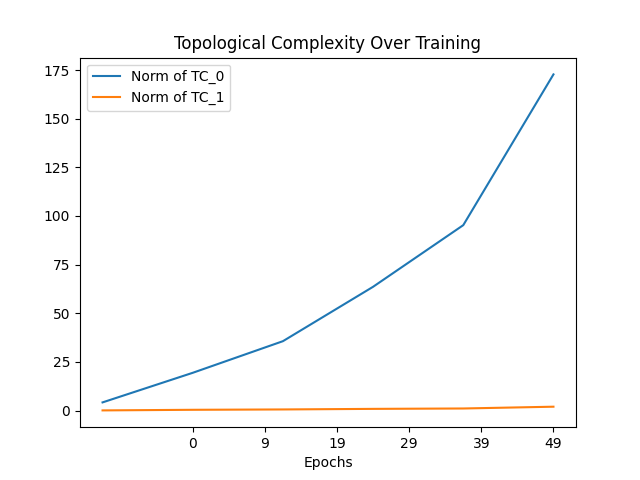 Topological Complexity Over Training
Norm of TC_0
Norm of TC_1
175
150
125
100
75
50
25
0
0 9 19 29 39 49
Epochs